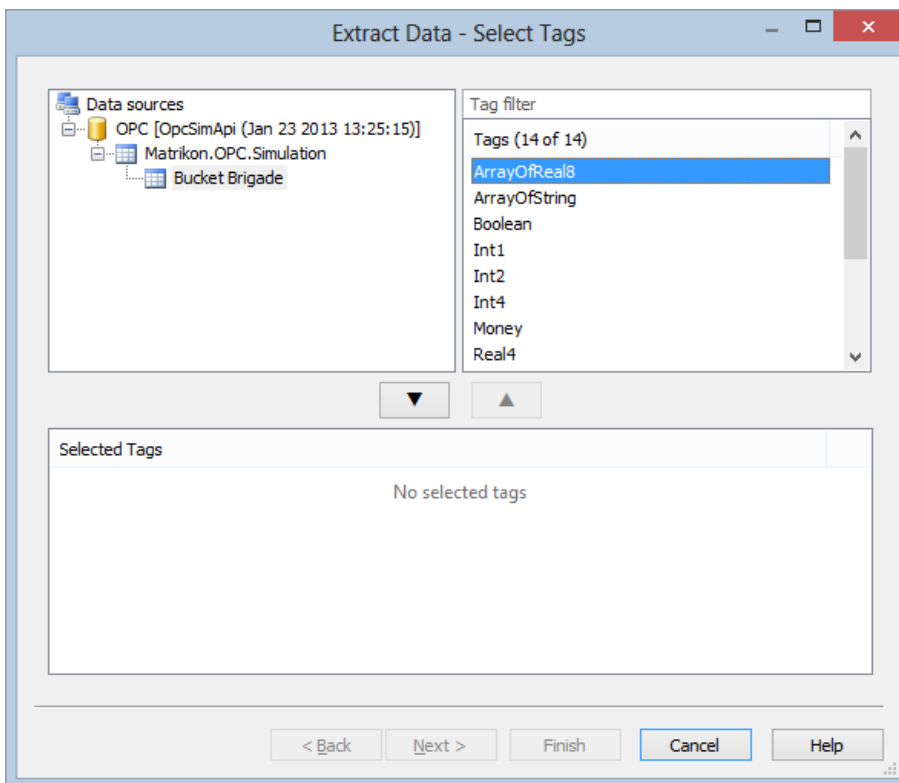 Extract Data - Select Tags
Data sources
OPC [OpcSimApi (Jan 23 2013 13:25:15)]
Matrikon.OPC.Simulation
Bucket Brigade
Tag filter
Tags (14 of 14)
ArrayOfReal8
ArrayOfString
Boolean
Int1
Int2
Int4
Money
Real4
Selected Tags
No selected tags
< Back
Next >
Finish
Cancel
Help